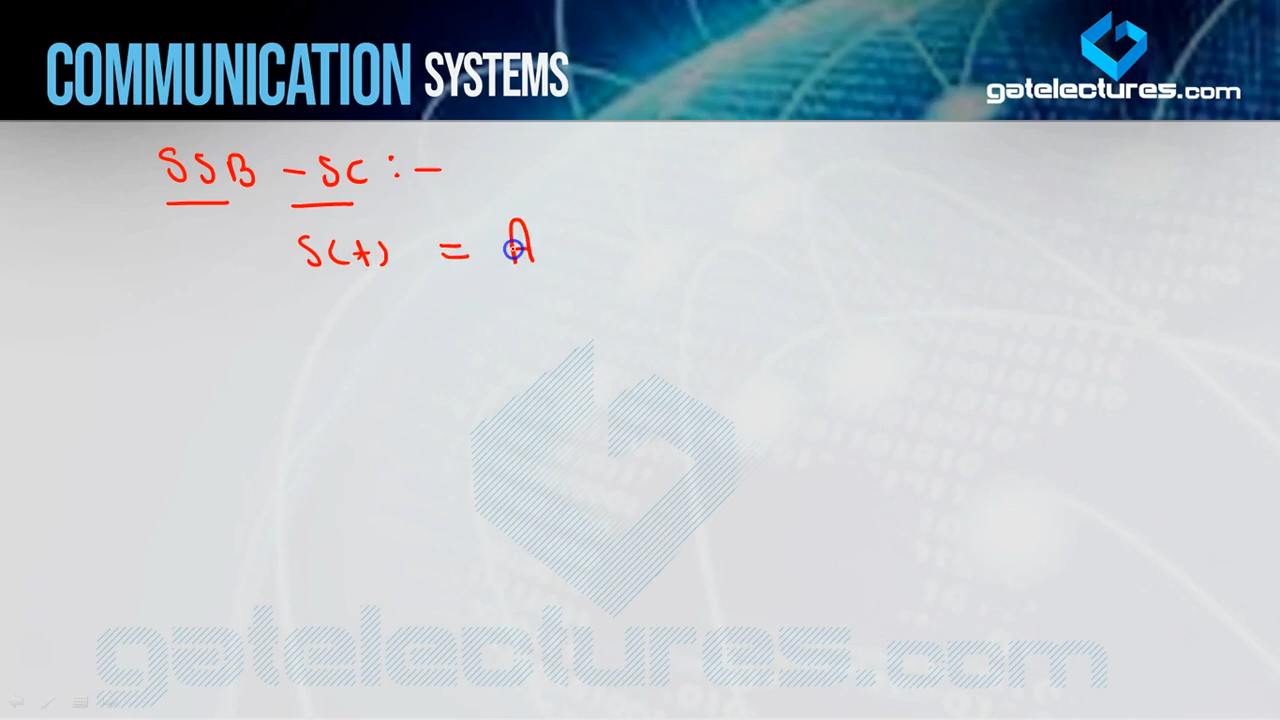 COMMUNICATION SYSTEMS
gatelectures.com
SSB - SC : -
S(t) = A
gatelectures.com